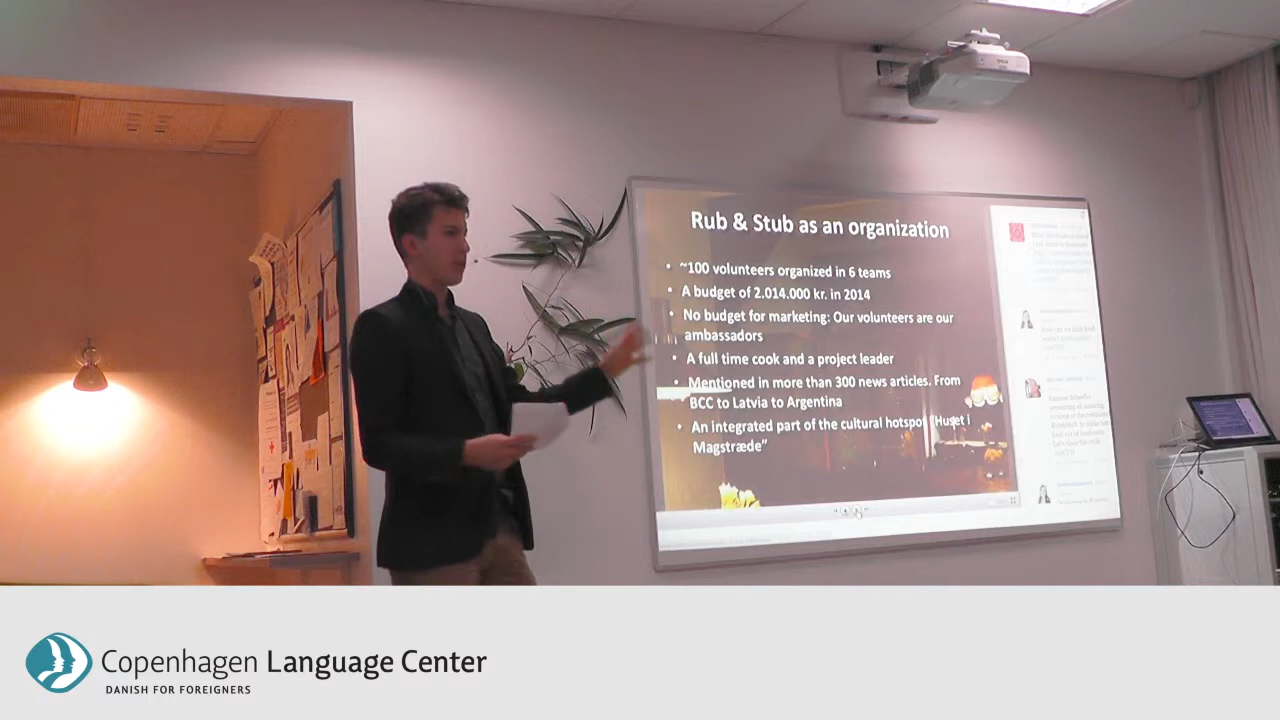 Rub & Stub as an organization
• ~100 volunteers organized in 6 teams
• A budget of 2.014.000 kr. in 2014
• No budget for marketing: Our volunteers are our
ambassadors
• A full time cook and a project leader
• Mentioned in more than 300 news articles. From
BCC to Latvia to Argentina
• An integrated part of the cultural hotspot "Huset i
Magstræde"
Copenhagen Language Center
DANISH FOR FOREIGNERS